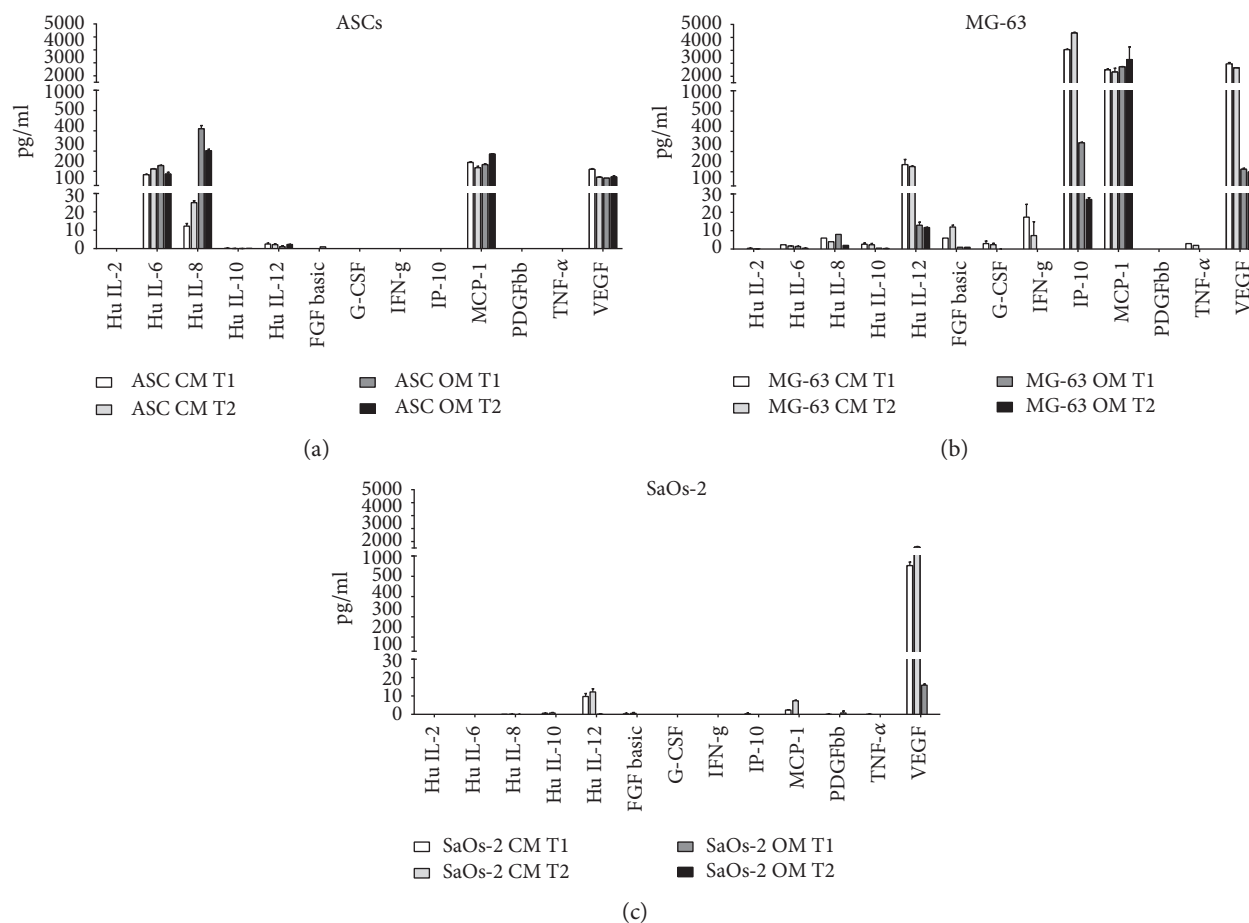 ASCs
5000
4000
3000
2000
1000
500
400
300
200
100
30
20
10
0
pg/ml
Hu IL-2
Hu IL-6
Hu IL-8
Hu IL-10
Hu IL-12
FGF basic
G-CSF
IFN-g
IP-10
MCP-1
PDGFbb
TNF-α
VEGF
ASC CM T1
ASC CM T2
ASC OM T1
ASC OM T2
(a)
MG-63
5000
4000
3000
2000
1000
500
400
300
200
100
30
20
10
0
pg/ml
Hu IL-2
Hu IL-6
Hu IL-8
Hu IL-10
Hu IL-12
FGF basic
G-CSF
IFN-g
IP-10
MCP-1
PDGFbb
TNF-α
VEGF
MG-63 CM T1
MG-63 CM T2
MG-63 OM T1
MG-63 OM T2
(b)
SaOs-2
5000
4000
3000
2000
1000
500
400
300
200
100
30
20
10
0
pg/ml
Hu IL-2
Hu IL-6
Hu IL-8
Hu IL-10
Hu IL-12
FGF basic
G-CSF
IFN-g
IP-10
MCP-1
PDGFbb
TNF-α
VEGF
SaOs-2 CM T1
SaOs-2 CM T2
SaOs-2 OM T1
SaOs-2 OM T2
(c)